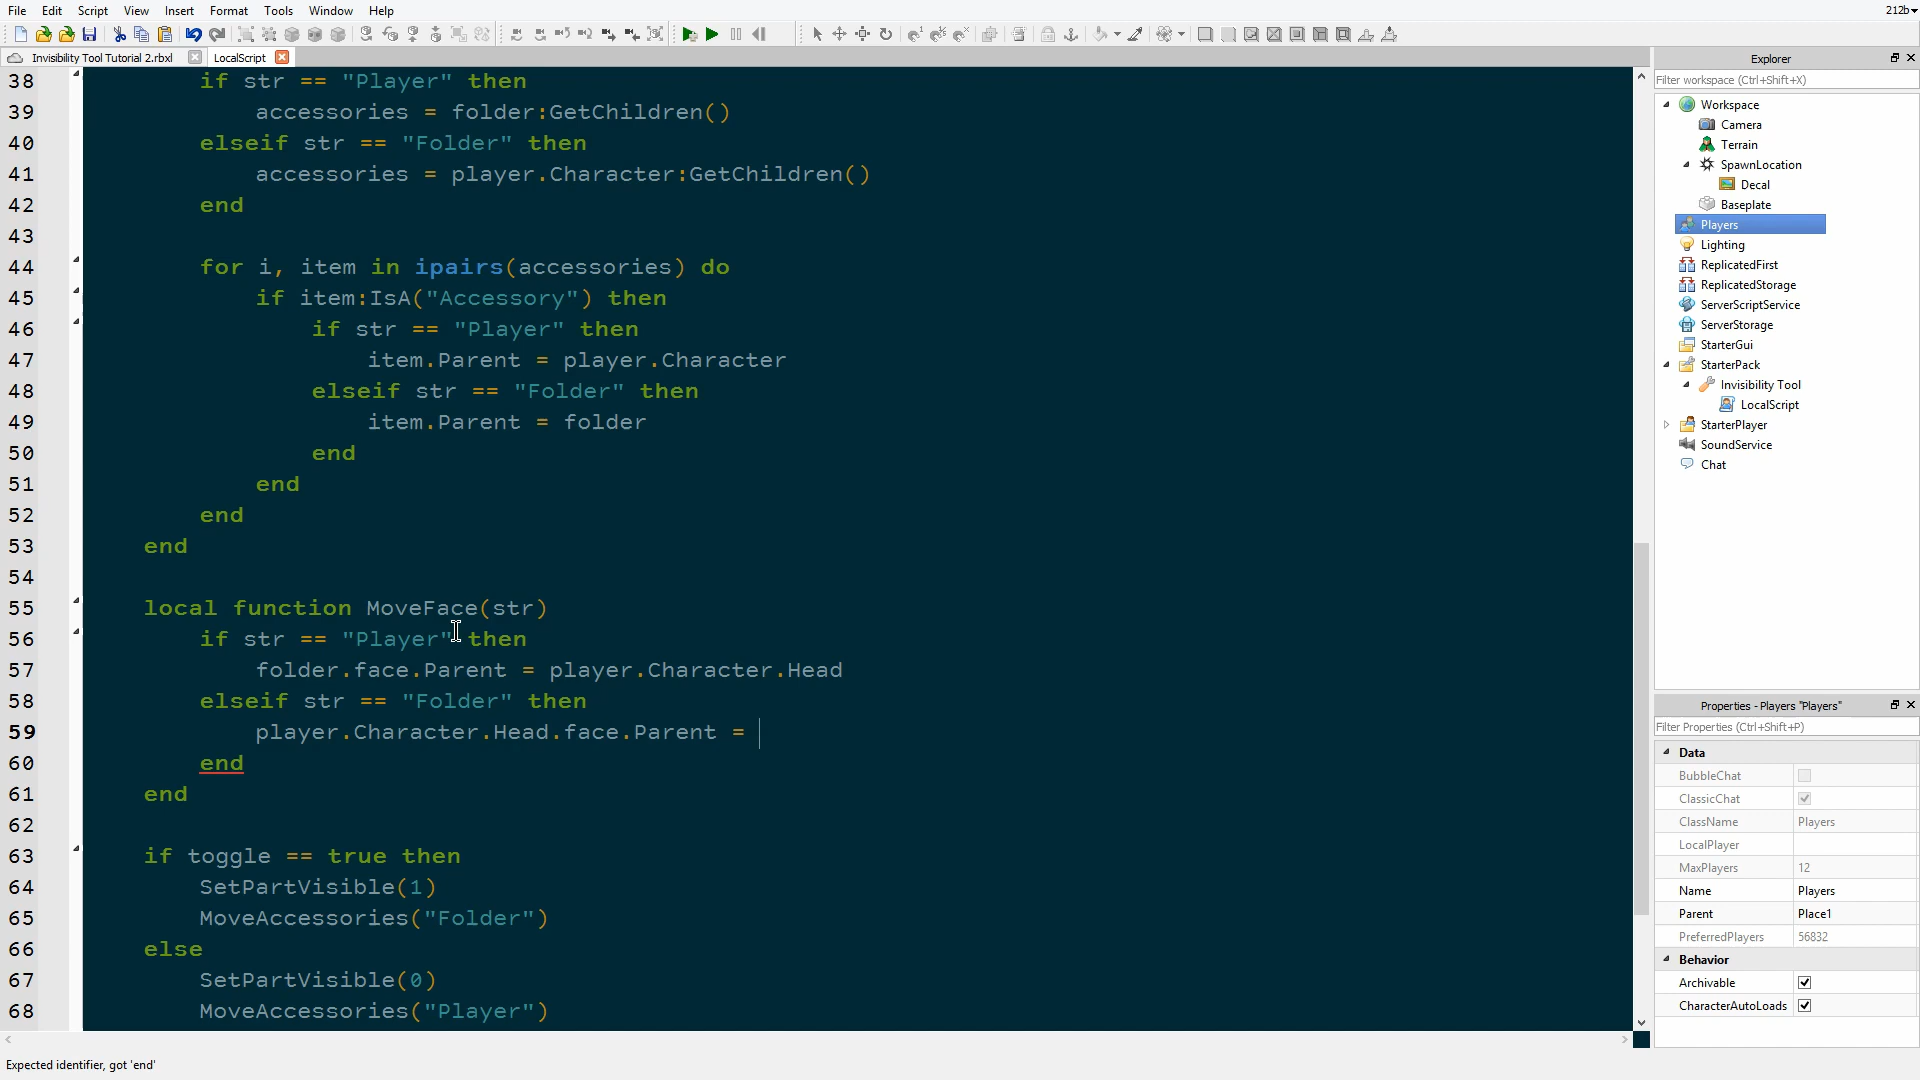 File Edit Script View Insert Format Tools Window Help
212b
Invisibility Tool Tutorial 2.rbxl
LocalScript
38 if str == "Player" then
39 accessories = folder:GetChildren()
40 elseif str == "Folder" then
41 accessories = player.Character:GetChildren()
42 end
43
44 for i, item in ipairs(accessories) do
45 if item:IsA("Accessory") then
46 if str == "Player" then
47 item.Parent = player.Character
48 elseif str == "Folder" then
49 item.Parent = folder
50 end
51 end
52 end
53 end
54
55 local function MoveFace(str)
56 if str == "Player" then
57 folder.face.Parent = player.Character.Head
58 elseif str == "Folder" then
59 player.Character.Head.face.Parent =
60 end
61 end
62
63 if toggle == true then
64 SetPartVisible(1)
65 MoveAccessories("Folder")
66 else
67 SetPartVisible(0)
68 MoveAccessories("Player")
Expected identifier, got 'end'
Explorer
Filter workspace (Ctrl+Shift+X)
Workspace
Camera
Terrain
SpawnLocation
Decal
Baseplate
Players
Lighting
ReplicatedFirst
ReplicatedStorage
ServerScriptService
ServerStorage
StarterGui
StarterPack
Invisibility Tool
LocalScript
StarterPlayer
SoundService
Chat
Properties - Players "Players"
Filter Properties (Ctrl+Shift+P)
Data
BubbleChat
ClassicChat
ClassName Players
LocalPlayer
MaxPlayers 12
Name Players
Parent Place1
PreferredPlayers 56832
Behavior
Archivable
CharacterAutoLoads